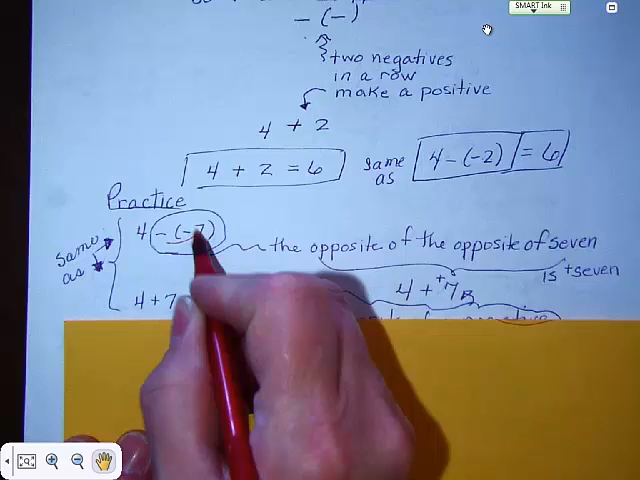 SMART Ink
- (-)
two negatives
in a row
make a positive
4 + 2
4 + 2 = 6 same as 4 - (-2) = 6
Practice
same as
4 - (-7) the opposite of the opposite of seven
is +seven
4 + 7 4 + +7